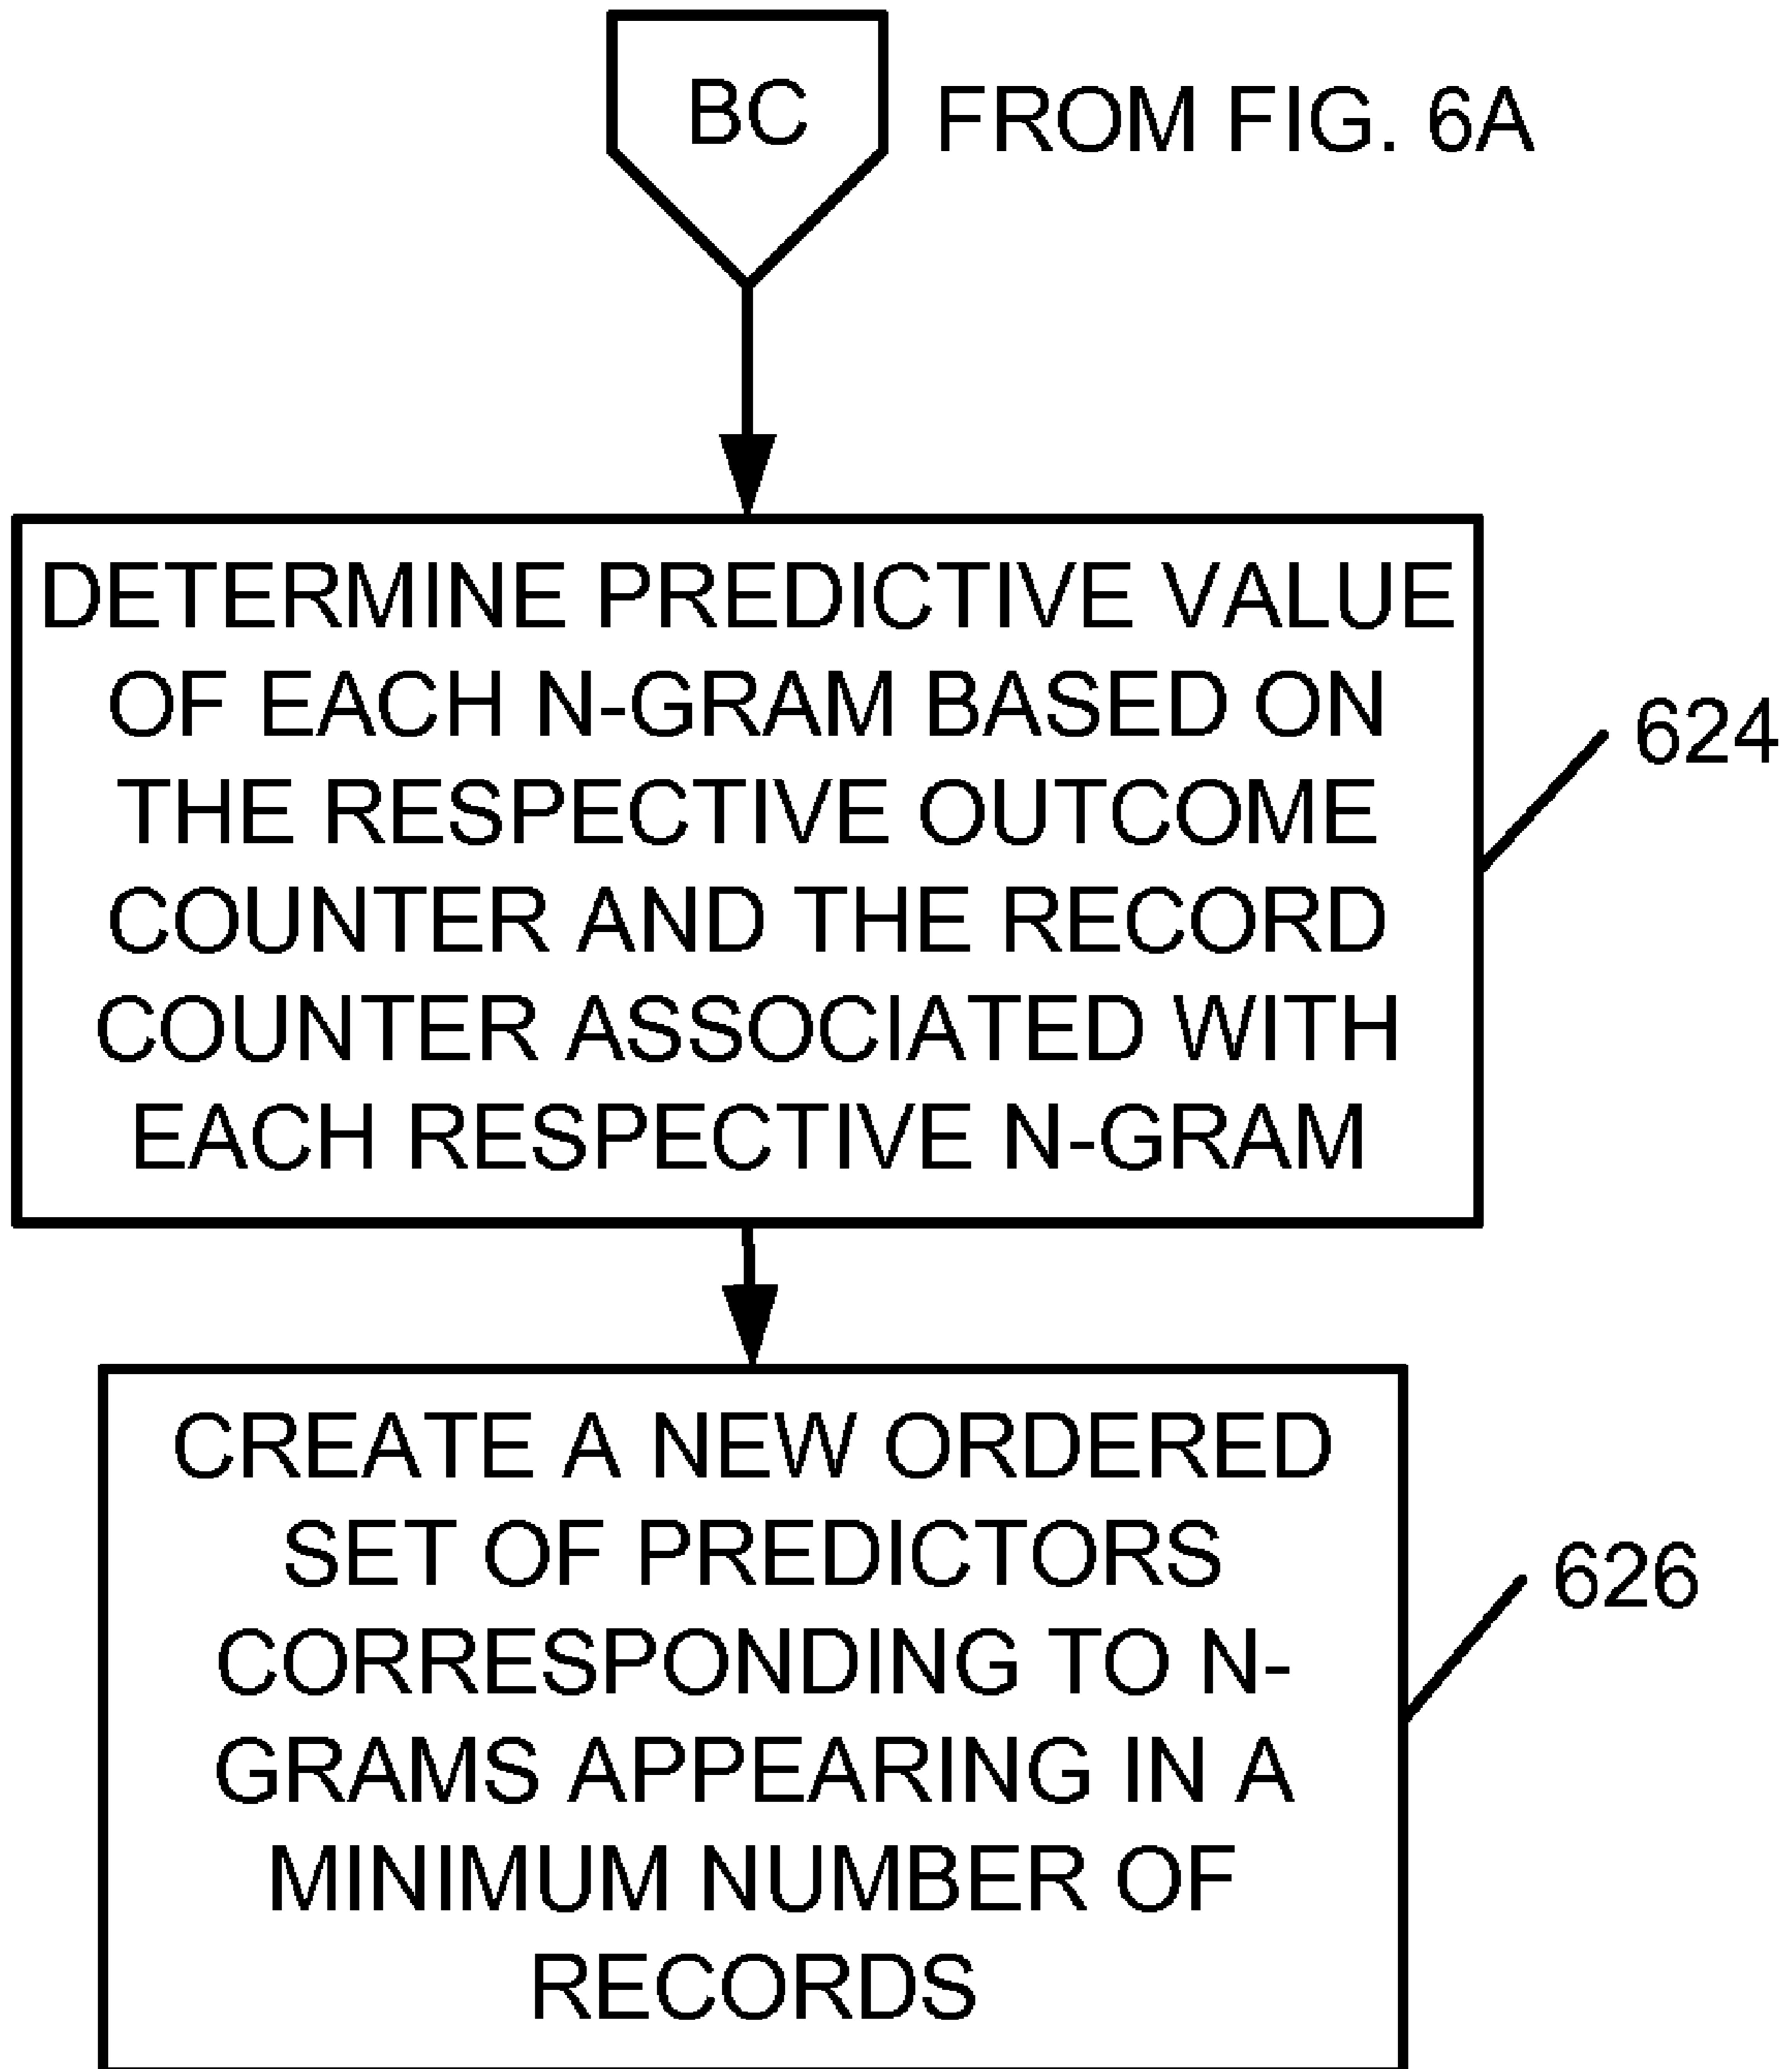 BC
FROM FIG. 6A
DETERMINE PREDICTIVE VALUE
OF EACH N-GRAM BASED ON
THE RESPECTIVE OUTCOME
COUNTER AND THE RECORD
COUNTER ASSOCIATED WITH
EACH RESPECTIVE N-GRAM
624
CREATE A NEW ORDERED
SET OF PREDICTORS
CORRESPONDING TO N-
GRAMS APPEARING IN A
MINIMUM NUMBER OF
RECORDS
626